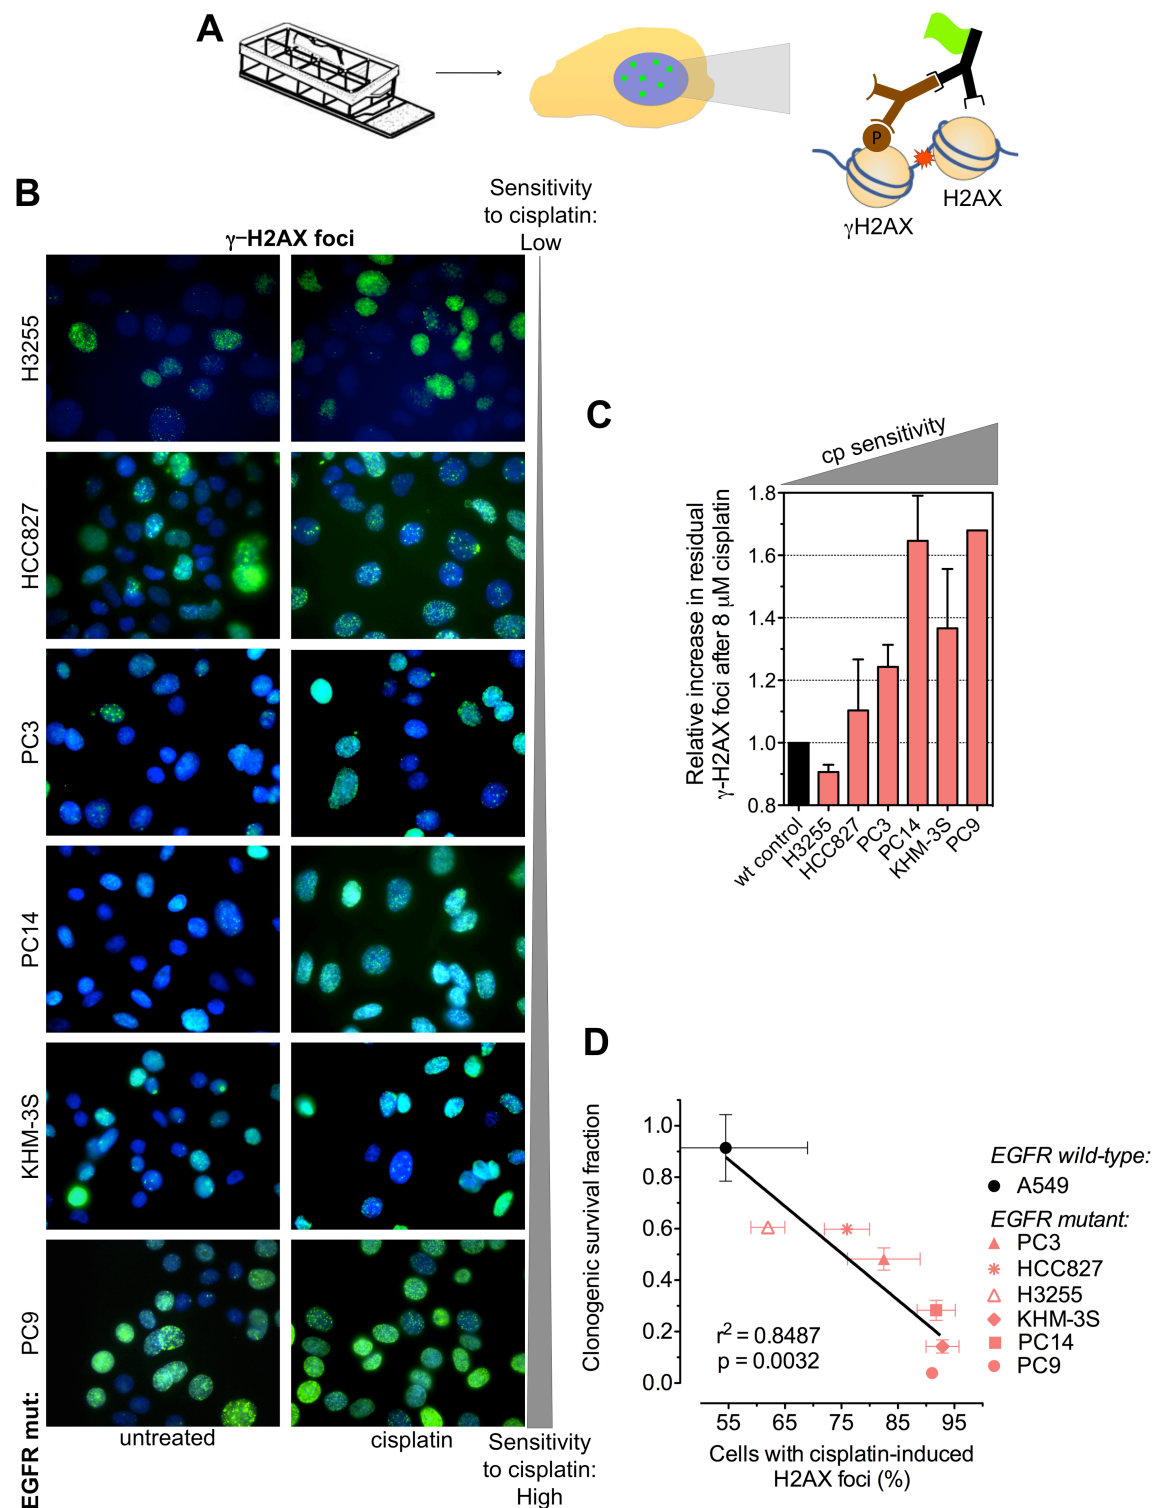 A
P
γH2AX
H2AX
B
Sensitivity
to cisplatin:
Low
γ-H2AX foci
H3255
HCC827
PC3
PC14
KHM-3S
PC9
EGFR mut:
untreated
cisplatin
Sensitivity
to cisplatin:
High
C
cp sensitivity
Relative increase in residual
γ-H2AX foci after 8 μM cisplatin
1.8
1.6
1.4
1.2
1.0
0.8
wt control
H3255
HCC827
PC3
PC14
KHM-3S
PC9
D
Clonogenic survival fraction
1.0
0.8
0.6
0.4
0.2
0.0
r² = 0.8487
p = 0.0032
55 65 75 85 95
Cells with cisplatin-induced
H2AX foci (%)
EGFR wild-type:
A549
EGFR mutant:
PC3
HCC827
H3255
KHM-3S
PC14
PC9